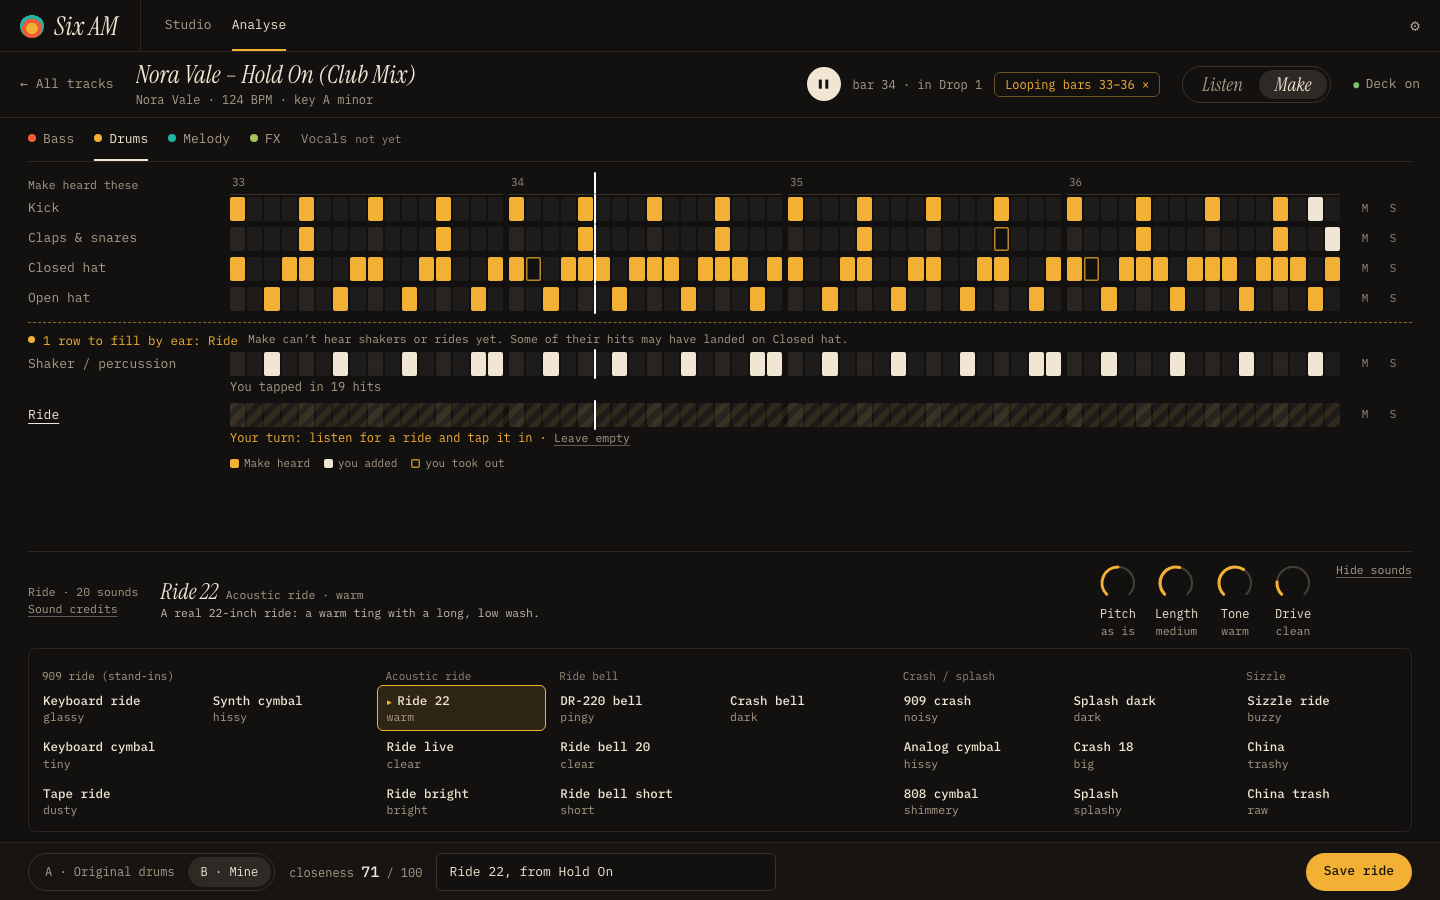 Six AM
Studio Analyse
⚙
← All tracks
Nora Vale – Hold On (Club Mix)
Nora Vale · 124 BPM · key A minor
bar 34 · in Drop 1
Looping bars 33–36 ×
Listen Make
Deck on
Bass Drums Melody FX Vocals not yet
Make heard these 33 34 35 36
Kick M S
Claps & snares M S
Closed hat M S
Open hat M S
1 row to fill by ear: Ride Make can’t hear shakers or rides yet. Some of their hits may have landed on Closed hat.
Shaker / percussion M S
You tapped in 19 hits
Ride M S
Your turn: listen for a ride and tap it in · Leave empty
Make heard you added you took out
Ride · 20 sounds
Sound credits
Ride 22 Acoustic ride · warm
A real 22-inch ride: a warm ting with a long, low wash.
Pitch Length Tone Drive
as is medium warm clean
Hide sounds
909 ride (stand-ins) Acoustic ride Ride bell Crash / splash Sizzle
Keyboard ride Synth cymbal ▸ Ride 22 DR-220 bell Crash bell 909 crash Splash dark Sizzle ride
glassy hissy warm pingy dark noisy dark buzzy
Keyboard cymbal Ride live Ride bell 20 Analog cymbal Crash 18 China
tiny clear clear hissy big trashy
Tape ride Ride bright Ride bell short 808 cymbal Splash China trash
dusty bright short shimmery splashy raw
A · Original drums B · Mine closeness 71 / 100 Ride 22, from Hold On Save ride